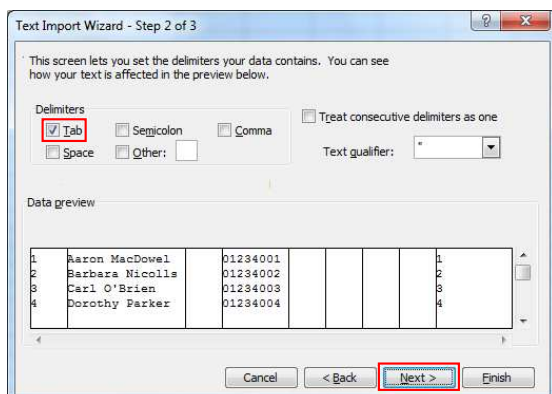 Text Import Wizard - Step 2 of 3
This screen lets you set the delimiters your data contains. You can see
how your text is affected in the preview below.
Delimiters
Tab Semicolon Comma
Space Other:
Treat consecutive delimiters as one
Text qualifier: "
Data preview
1 Aaron MacDowel 01234001 1
2 Barbara Nicolls 01234002 2
3 Carl O'Brien 01234003 3
4 Dorothy Parker 01234004 4
Cancel < Back Next > Finish